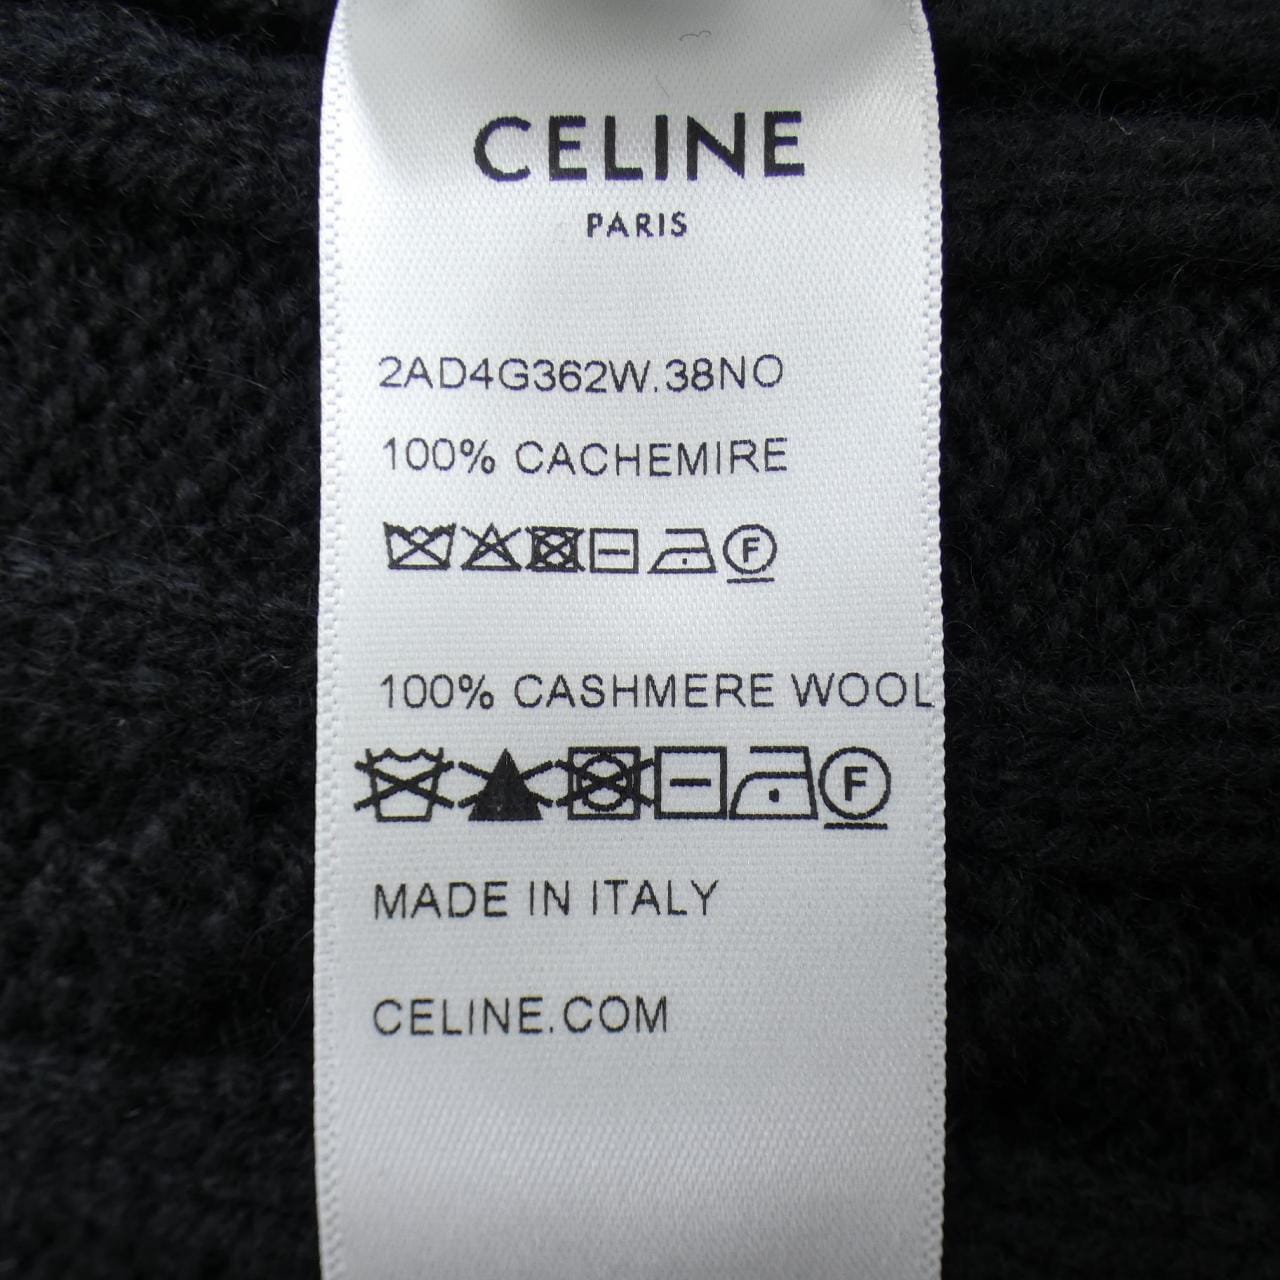 CELINE
PARIS
2AD4G362W.38NO
100% CACHEMIRE
F
100% CASHMERE WOOL
F
MADE IN ITALY
CELINE.COM